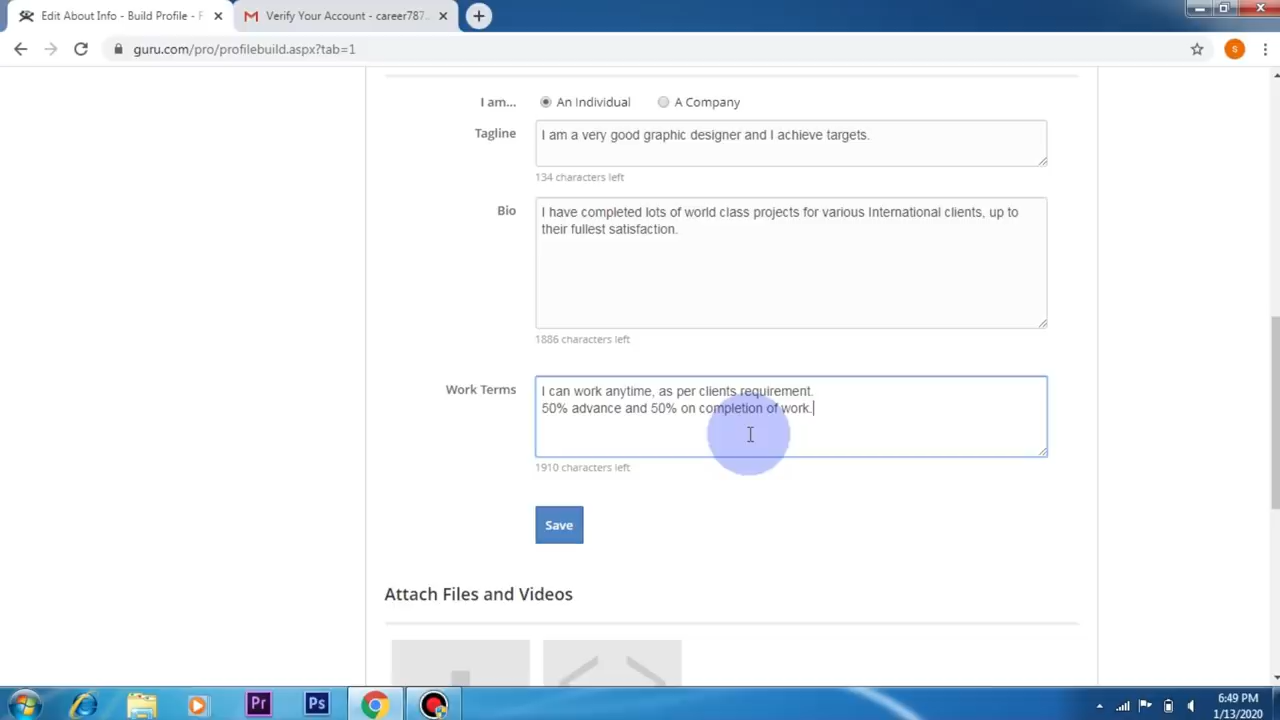 Edit About Info - Build Profile - F
Verify Your Account - career787.
guru.com/pro/profilebuild.aspx?tab=1
S
I am...
An Individual
A Company
Tagline
I am a very good graphic designer and I achieve targets.
134 characters left
Bio
I have completed lots of world class projects for various International clients, up to
their fullest satisfaction.
1886 characters left
Work Terms
I can work anytime, as per clients requirement.
50% advance and 50% on completion of work.
1910 characters left
Save
Attach Files and Videos
Pr
Ps
6:49 PM
1/13/2020